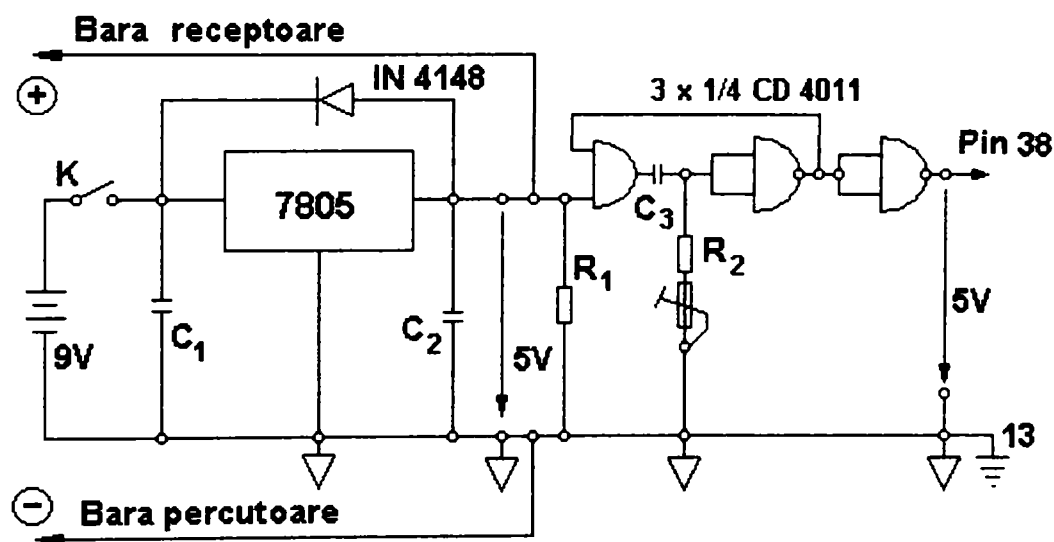 Bara receptoare
+
IN 4148
3 x 1/4 CD 4011
Pin 38
K
7805
C3
R1
R2
9V
C1
C2
5V
5V
13
−
Bara percutoare